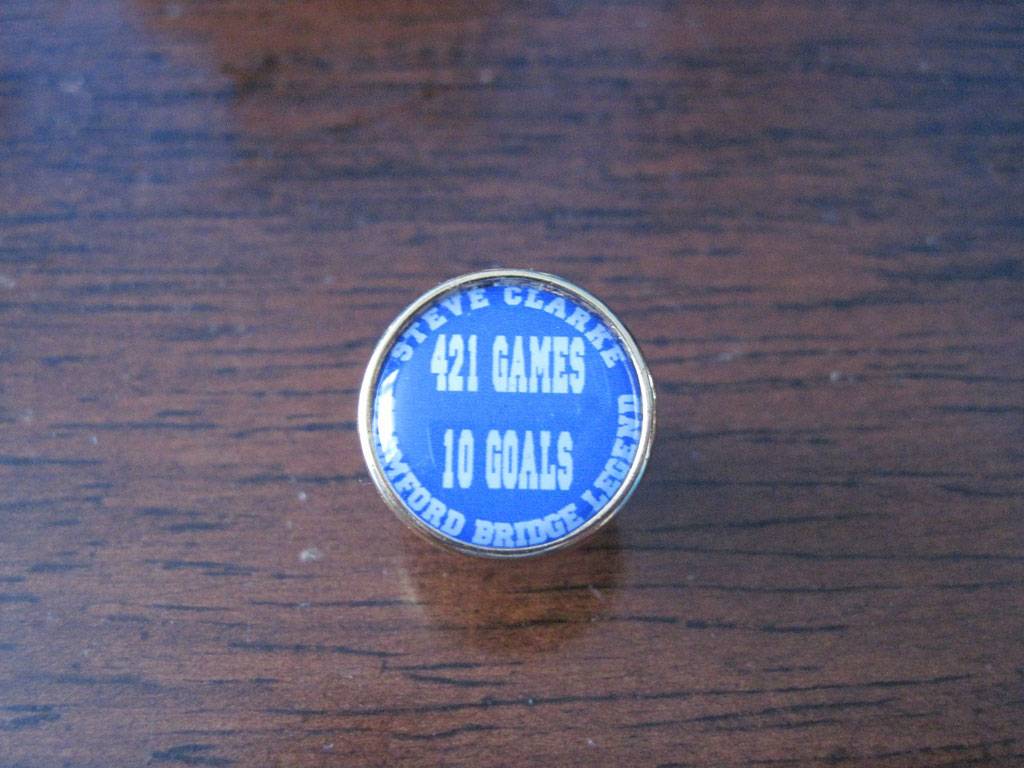 STEVE CLARKE
421 GAMES
10 GOALS
BRIDGE LEGEND